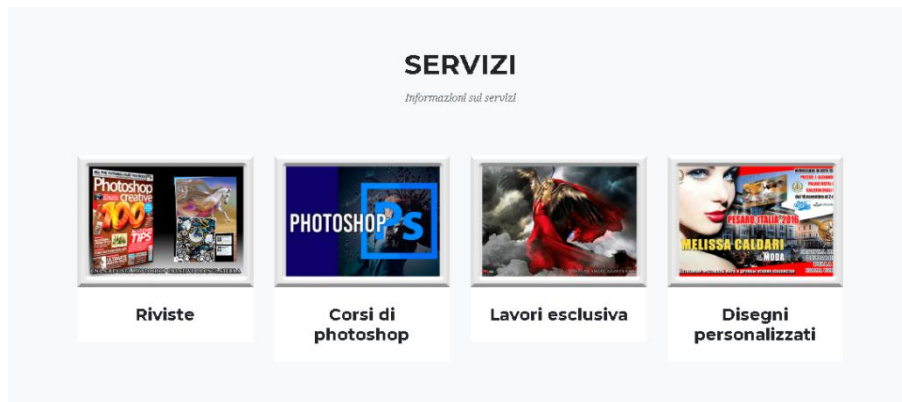 SERVIZI
Informazioni sui servizi
Photoshop
creative
100
TIPS
PHOTOSHOP
Ps
PESARO ITALIA 2016
MELISSA CALDARI
MODA
Riviste
Corsi di
photoshop
Lavori esclusiva
Disegni
personalizzati